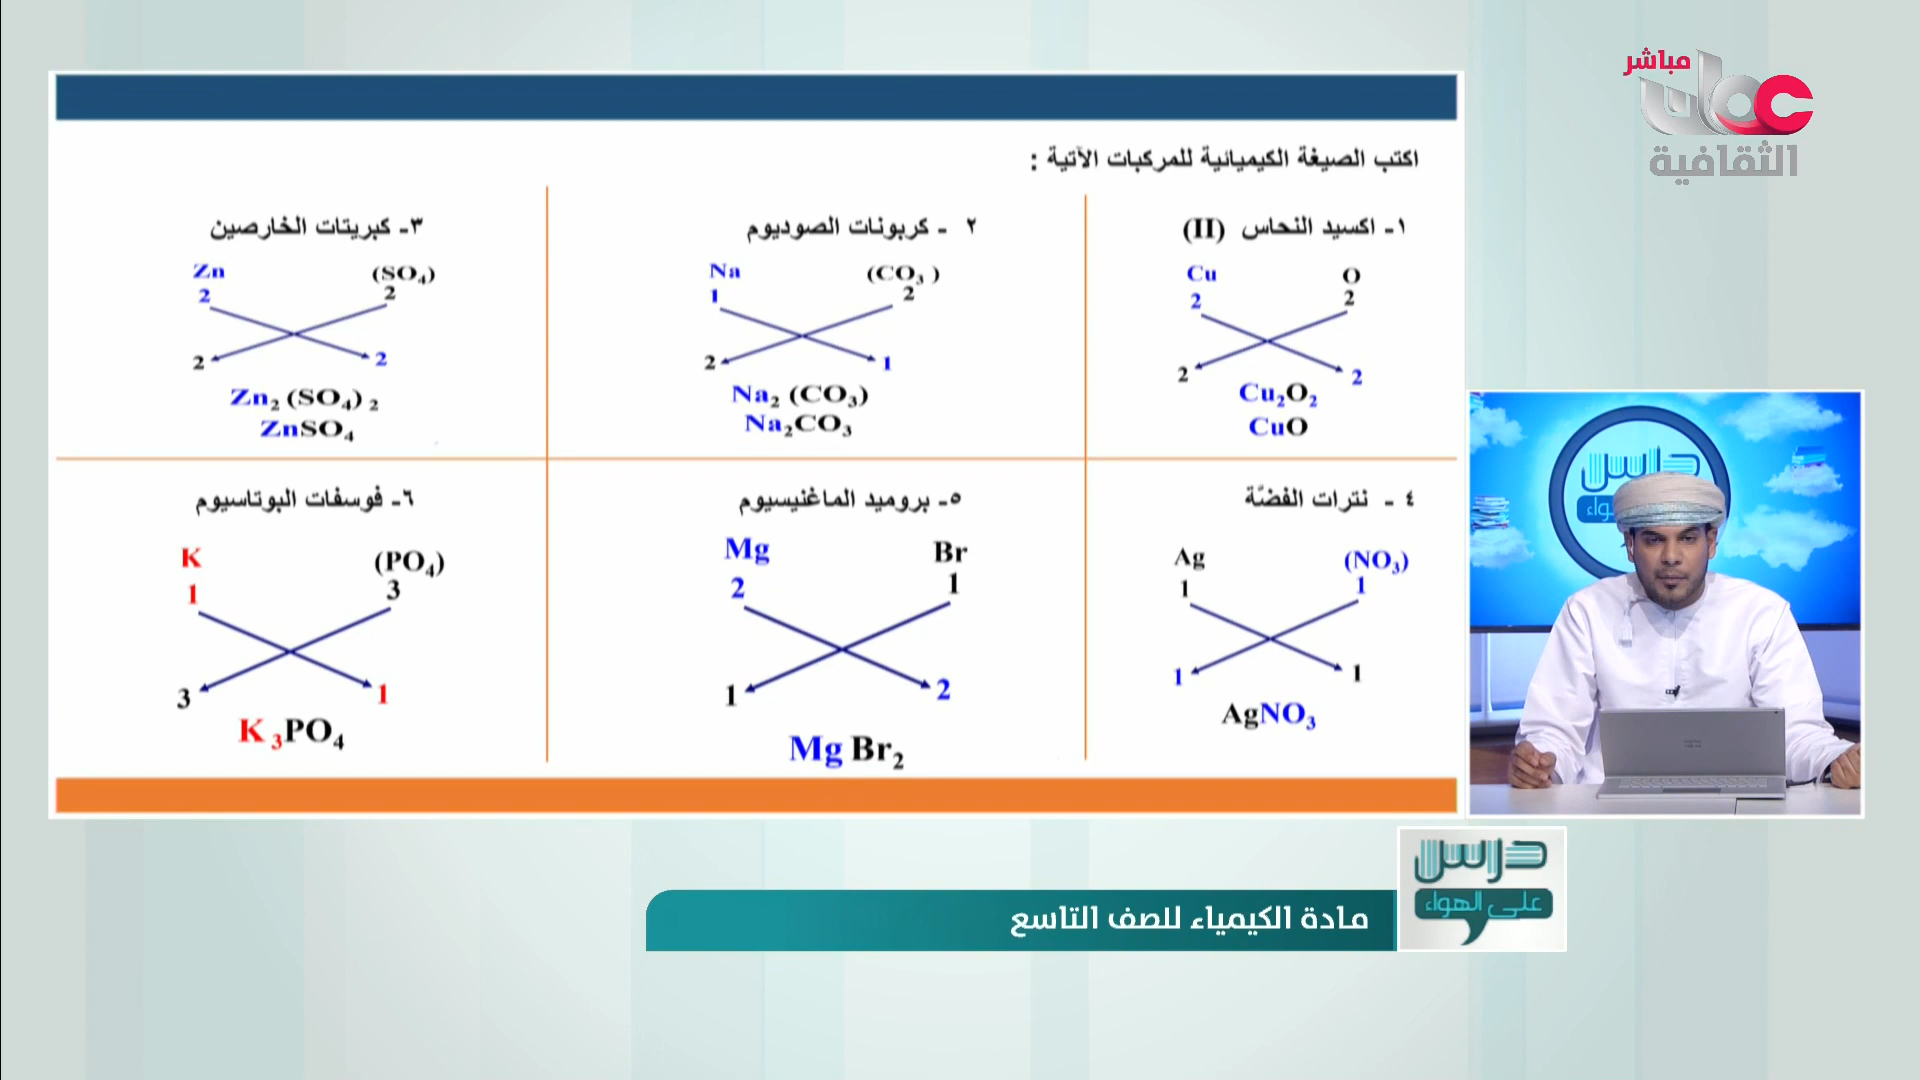 مباشر
عمان
الثقافية
اكتب الصيغة الكيميائية للمركبات الآتية :
١- اكسيد النحاس (II)
Cu O
2 2
2 2
Cu₂O₂
CuO
٢ - كربونات الصوديوم
Na (CO₃ )
1 2
2 1
Na₂ (CO₃)
Na₂CO₃
٣- كبريتات الخارصين
Zn (SO₄)
2 2
2 2
Zn₂ (SO₄) ₂
ZnSO₄
٤ - نترات الفضّة
Ag (NO₃)
1 1
1 1
AgNO₃
٥- بروميد الماغنيسيوم
Mg Br
2 1
1 2
Mg Br₂
٦- فوسفات البوتاسيوم
K (PO₄)
1 3
3 1
K ₃PO₄
درس
درس
على الهواء
مادة الكيمياء للصف التاسع